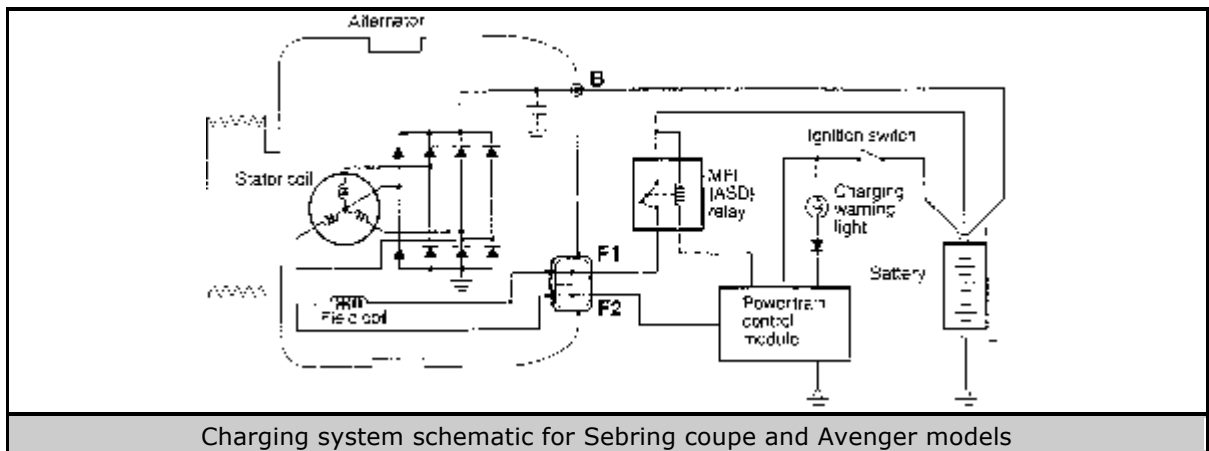 Alternator
B
Ignition switch
Stator coil
MFI
(ASD)
relay
Charging
warning
light
F1
Battery
Field coil
F2
Powertrain
control
module
Charging system schematic for Sebring coupe and Avenger models